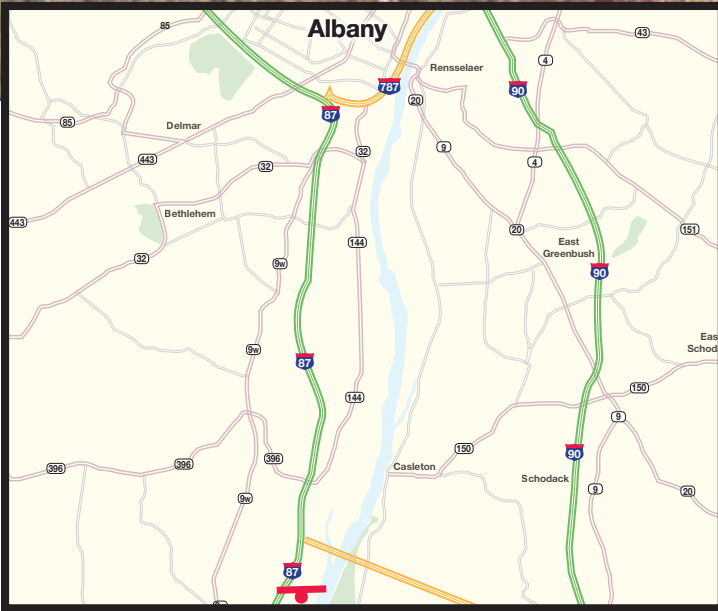 85
Albany
43
4
Rensselaer
787
90
20
87
85
Delmar
32
9
443
32
4
Bethlehem
443
20
151
144
East
Greenbush
32
9w
90
Eas
Schod
9w
87
150
144
9
150
396
396
396
90
Casleton
Schodack
9w
9
20
87